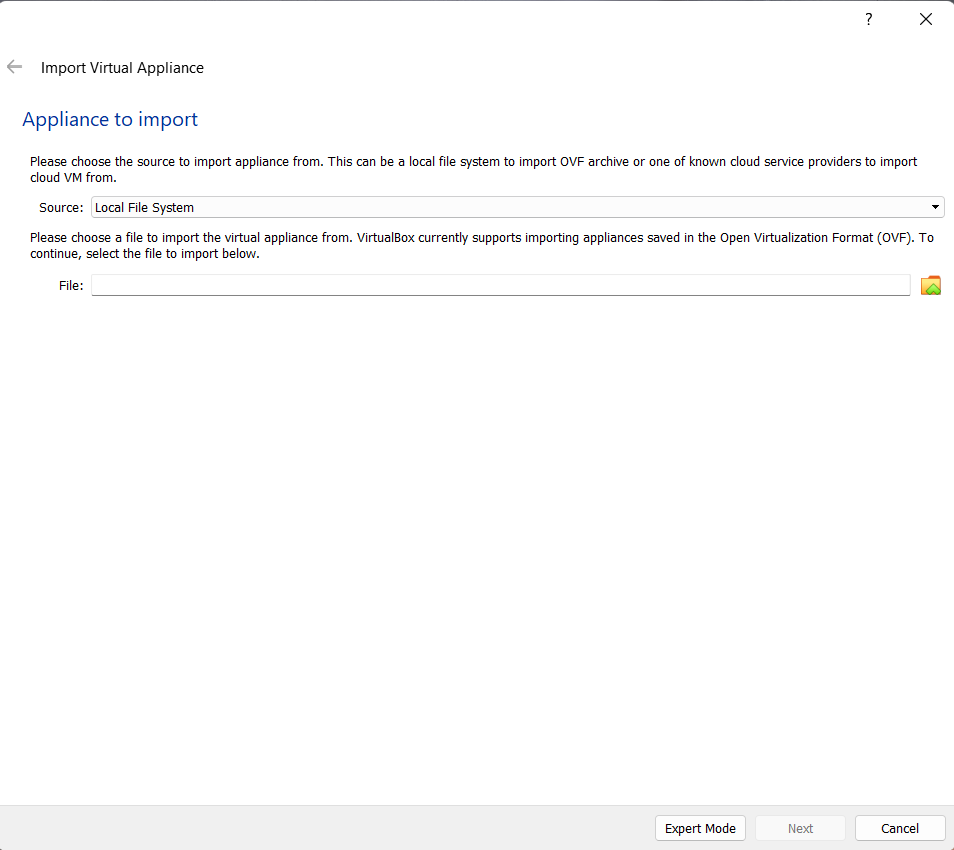 ?
Import Virtual Appliance
Appliance to import
Please choose the source to import appliance from. This can be a local file system to import OVF archive or one of known cloud service providers to import
cloud VM from.
Source: Local File System
Please choose a file to import the virtual appliance from. VirtualBox currently supports importing appliances saved in the Open Virtualization Format (OVF). To
continue, select the file to import below.
File:
Expert Mode Next Cancel